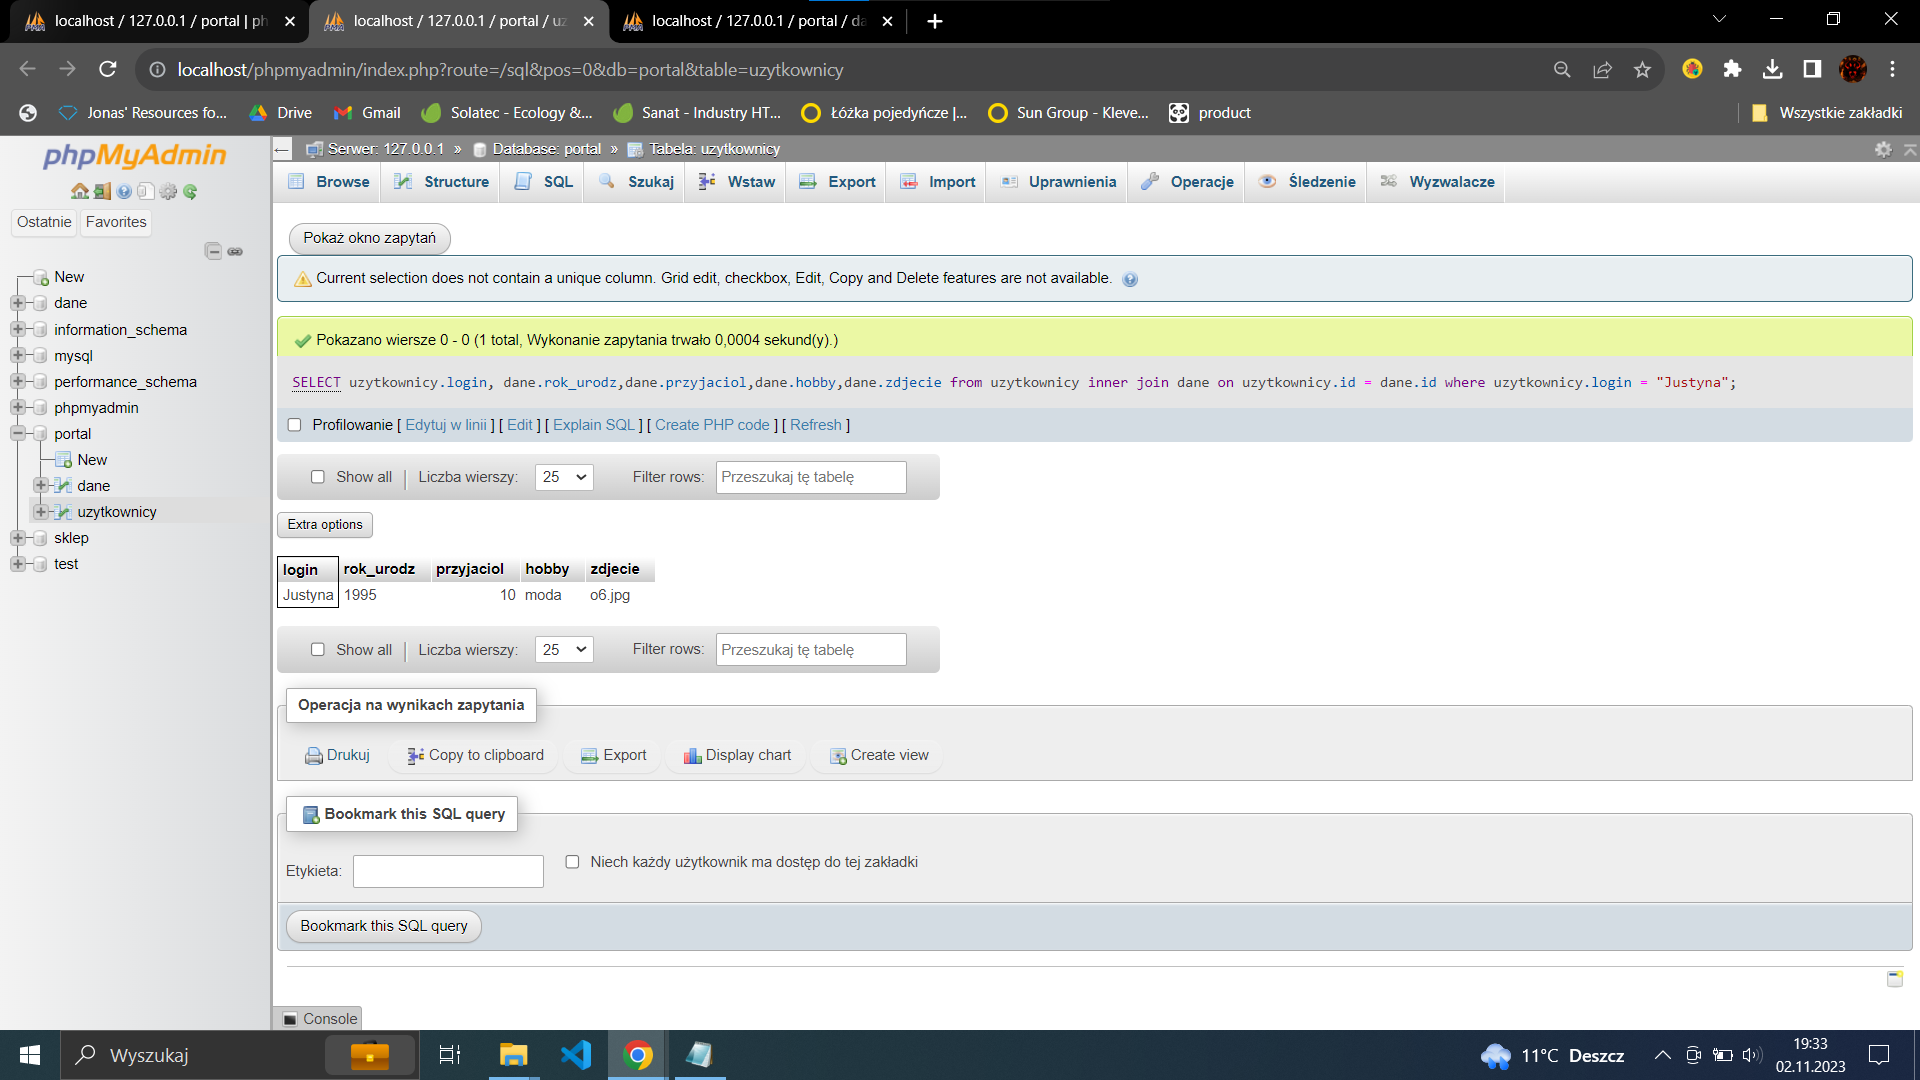 localhost / 127.0.0.1 / portal | ph
localhost / 127.0.0.1 / portal / uz
localhost / 127.0.0.1 / portal / da
localhost/phpmyadmin/index.php?route=/sql&pos=0&db=portal&table=uzytkownicy
Jonas' Resources fo...
Drive
Gmail
Solatec - Ecology &...
Sanat - Industry HT...
Łóżka pojedyńcze |...
Sun Group - Kleve...
product
Wszystkie zakładki
phpMyAdmin
Ostatnie
Favorites
New
dane
information_schema
mysql
performance_schema
phpmyadmin
portal
New
dane
uzytkownicy
sklep
test
Serwer: 127.0.0.1 » Database: portal » Tabela: uzytkownicy
Browse
Structure
SQL
Szukaj
Wstaw
Export
Import
Uprawnienia
Operacje
Śledzenie
Wyzwalacze
Pokaż okno zapytań
Current selection does not contain a unique column. Grid edit, checkbox, Edit, Copy and Delete features are not available.
Pokazano wiersze 0 - 0 (1 total, Wykonanie zapytania trwało 0,0004 sekund(y).)
SELECT uzytkownicy.login, dane.rok_urodz,dane.przyjaciol,dane.hobby,dane.zdjecie from uzytkownicy inner join dane on uzytkownicy.id = dane.id where uzytkownicy.login = "Justyna";
Profilowanie [ Edytuj w linii ] [ Edit ] [ Explain SQL ] [ Create PHP code ] [ Refresh ]
Show all | Liczba wierszy: 25 Filter rows: Przeszukaj tę tabelę
Extra options
login rok_urodz przyjaciol hobby zdjecie
Justyna 1995 10 moda o6.jpg
Show all | Liczba wierszy: 25 Filter rows: Przeszukaj tę tabelę
Operacja na wynikach zapytania
Drukuj
Copy to clipboard
Export
Display chart
Create view
Bookmark this SQL query
Etykieta:
Niech każdy użytkownik ma dostęp do tej zakładki
Bookmark this SQL query
Console
Wyszukaj
11°C Deszcz
19:33
02.11.2023